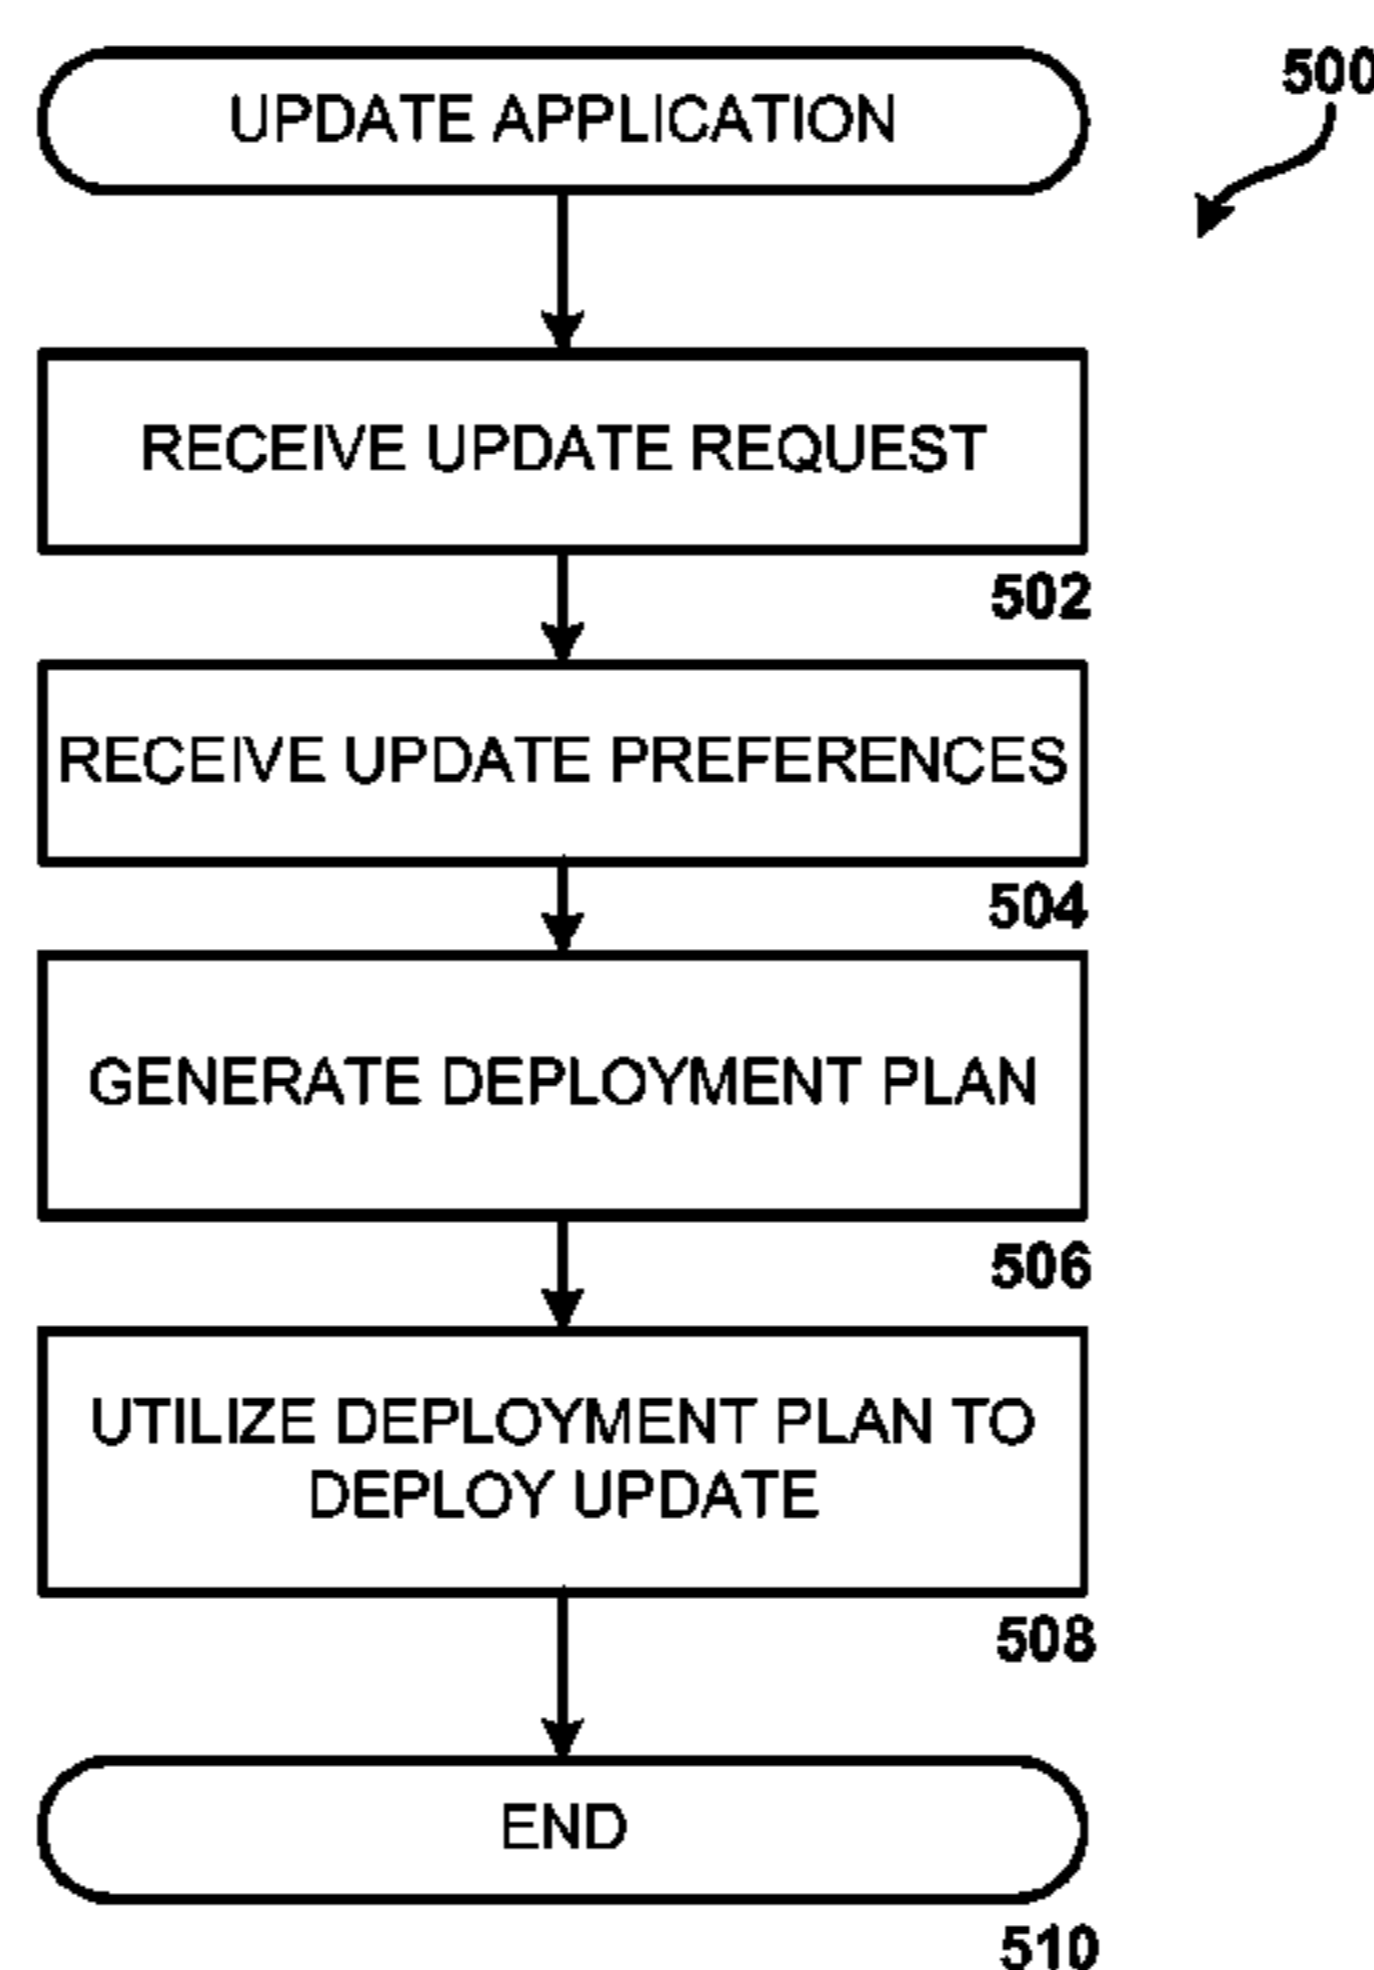 UPDATE APPLICATION
500
RECEIVE UPDATE REQUEST
502
RECEIVE UPDATE PREFERENCES
504
GENERATE DEPLOYMENT PLAN
506
UTILIZE DEPLOYMENT PLAN TO
DEPLOY UPDATE
508
END
510